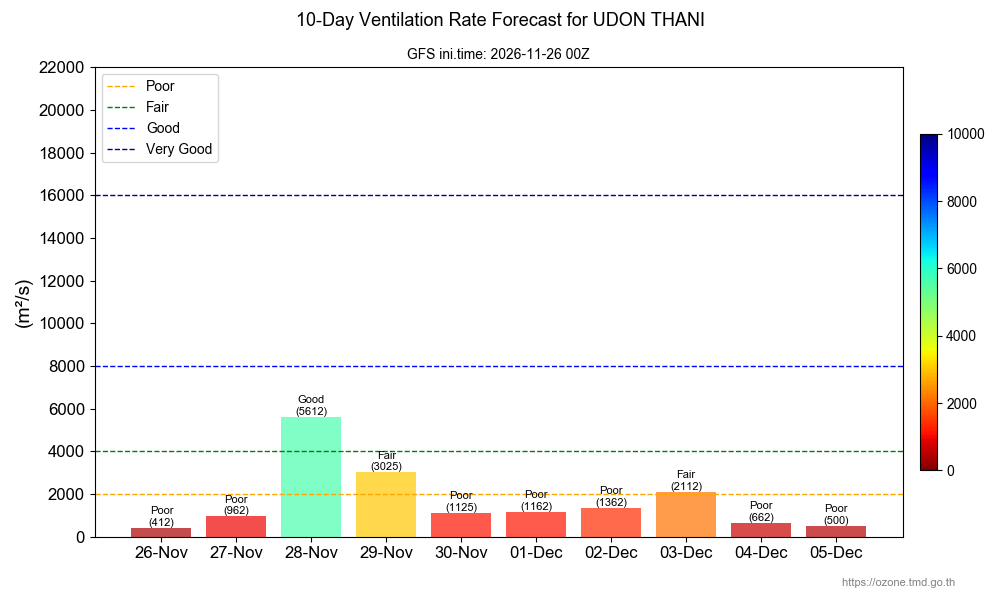 10-Day Ventilation Rate Forecast for UDON THANI
GFS ini.time: 2026-11-26 00Z
22000
20000
18000
16000
14000
12000
10000
8000
6000
4000
2000
0
(m²/s)
Poor
Fair
Good
Very Good
Poor
(412)
Poor
(962)
Good
(5612)
Fair
(3025)
Poor
(1125)
Poor
(1162)
Poor
(1362)
Fair
(2112)
Poor
(662)
Poor
(500)
26-Nov
27-Nov
28-Nov
29-Nov
30-Nov
01-Dec
02-Dec
03-Dec
04-Dec
05-Dec
10000
8000
6000
4000
2000
0
https://ozone.tmd.go.th